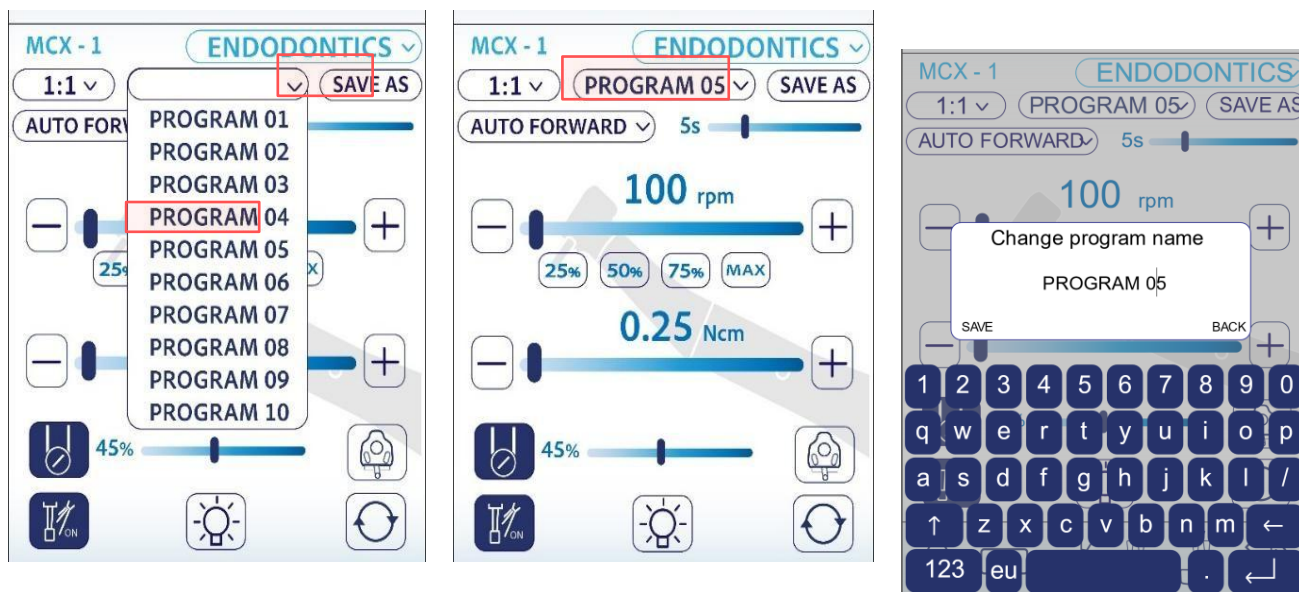 MCX - 1 ENDODONTICS
1:1 SAVE AS
AUTO FORV
PROGRAM 01
PROGRAM 02
PROGRAM 03
PROGRAM 04
PROGRAM 05
25% X
PROGRAM 06
PROGRAM 07
PROGRAM 08
PROGRAM 09
PROGRAM 10
45%
ON
MCX - 1 ENDODONTICS
1:1 PROGRAM 05 SAVE AS
AUTO FORWARD 5s
100 rpm
25% 50% 75% MAX
0.25 Ncm
45%
ON
MCX - 1 ENDODONTICS
1:1 PROGRAM 05 SAVE AS
AUTO FORWARD 5s
100 rpm
Change program name
PROGRAM 05
SAVE BACK
1 2 3 4 5 6 7 8 9 0
q w e r t y u i o p
a s d f g h j k l /
↑ z x c v b n m ←
123 eu .